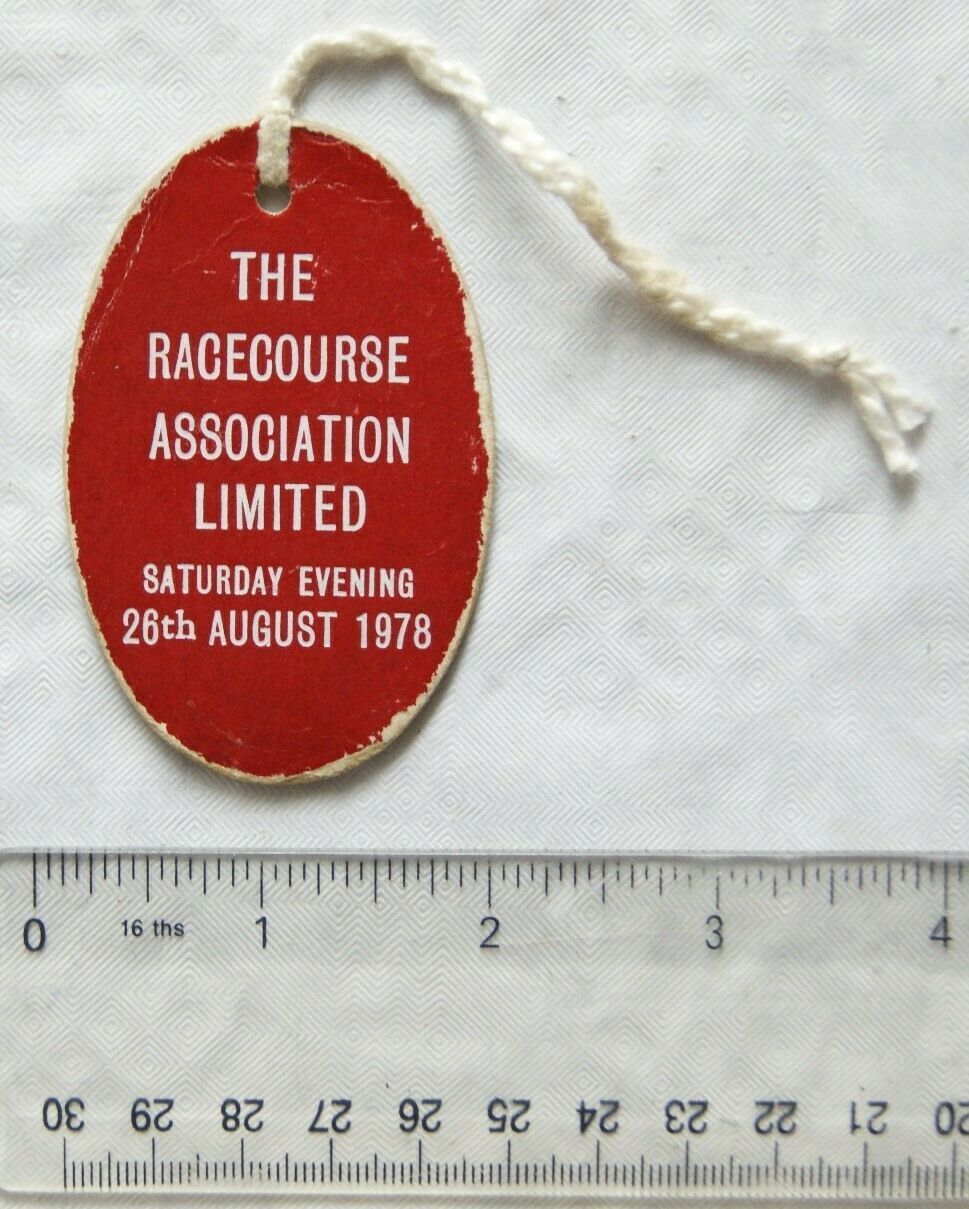 THE
RACECOURSE
ASSOCIATION
LIMITED
SATURDAY EVENING
26th AUGUST 1978
0 16 ths 1 2 3 4
30 29 28 27 26 25 24 23 22 21 20